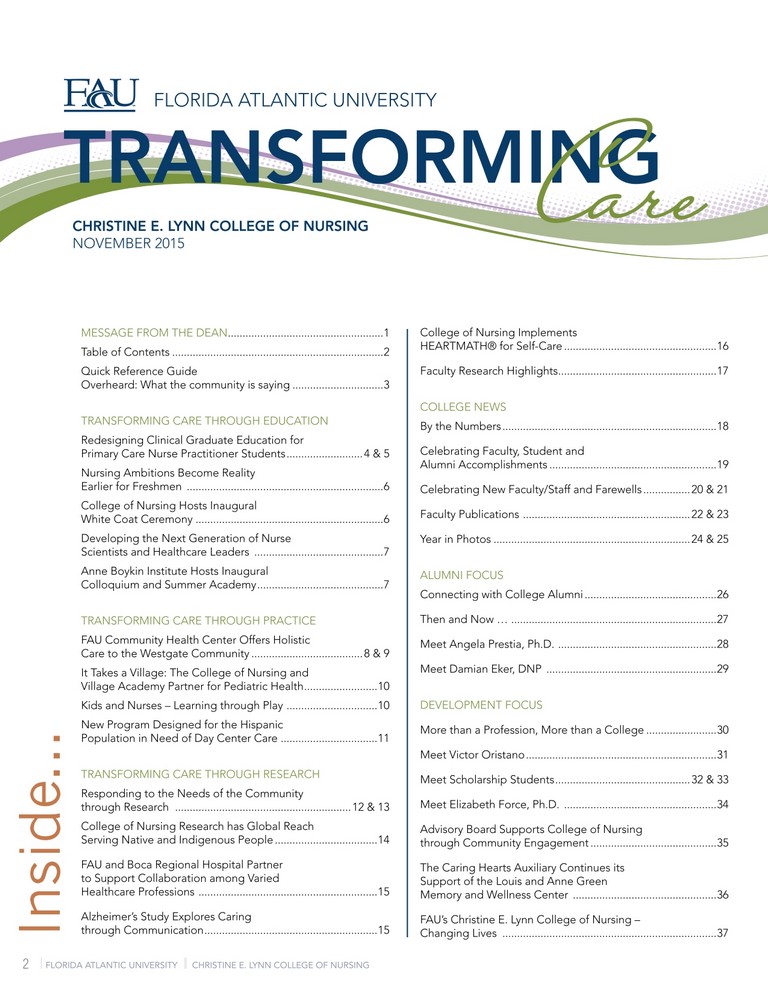 FAU FLORIDA ATLANTIC UNIVERSITY
TRANSFORMING
Care
CHRISTINE E. LYNN COLLEGE OF NURSING
NOVEMBER 2015
Inside...
MESSAGE FROM THE DEAN.....................................................1
Table of Contents ........................................................................2
Quick Reference Guide
Overheard: What the community is saying ...............................3
TRANSFORMING CARE THROUGH EDUCATION
Redesigning Clinical Graduate Education for
Primary Care Nurse Practitioner Students..........................4 & 5
Nursing Ambitions Become Reality
Earlier for Freshmen ...................................................................6
College of Nursing Hosts Inaugural
White Coat Ceremony ................................................................6
Developing the Next Generation of Nurse
Scientists and Healthcare Leaders ............................................7
Anne Boykin Institute Hosts Inaugural
Colloquium and Summer Academy...........................................7
TRANSFORMING CARE THROUGH PRACTICE
FAU Community Health Center Offers Holistic
Care to the Westgate Community ......................................8 & 9
It Takes a Village: The College of Nursing and
Village Academy Partner for Pediatric Health.........................10
Kids and Nurses – Learning through Play ...............................10
New Program Designed for the Hispanic
Population in Need of Day Center Care .................................11
TRANSFORMING CARE THROUGH RESEARCH
Responding to the Needs of the Community
through Research ............................................................12 & 13
College of Nursing Research has Global Reach
Serving Native and Indigenous People...................................14
FAU and Boca Regional Hospital Partner
to Support Collaboration among Varied
Healthcare Professions .............................................................15
Alzheimer’s Study Explores Caring
through Communication...........................................................15
College of Nursing Implements
HEARTMATH® for Self-Care ....................................................16
Faculty Research Highlights......................................................17
COLLEGE NEWS
By the Numbers.........................................................................18
Celebrating Faculty, Student and
Alumni Accomplishments .........................................................19
Celebrating New Faculty/Staff and Farewells................20 & 21
Faculty Publications .........................................................22 & 23
Year in Photos ...................................................................24 & 25
ALUMNI FOCUS
Connecting with College Alumni.............................................26
Then and Now … ......................................................................27
Meet Angela Prestia, Ph.D. ......................................................28
Meet Damian Eker, DNP ..........................................................29
DEVELOPMENT FOCUS
More than a Profession, More than a College ........................30
Meet Victor Oristano.................................................................31
Meet Scholarship Students..............................................32 & 33
Meet Elizabeth Force, Ph.D. ....................................................34
Advisory Board Supports College of Nursing
through Community Engagement...........................................35
The Caring Hearts Auxiliary Continues its
Support of the Louis and Anne Green
Memory and Wellness Center .................................................36
FAU’s Christine E. Lynn College of Nursing –
Changing Lives .........................................................................37
2 | FLORIDA ATLANTIC UNIVERSITY | CHRISTINE E. LYNN COLLEGE OF NURSING